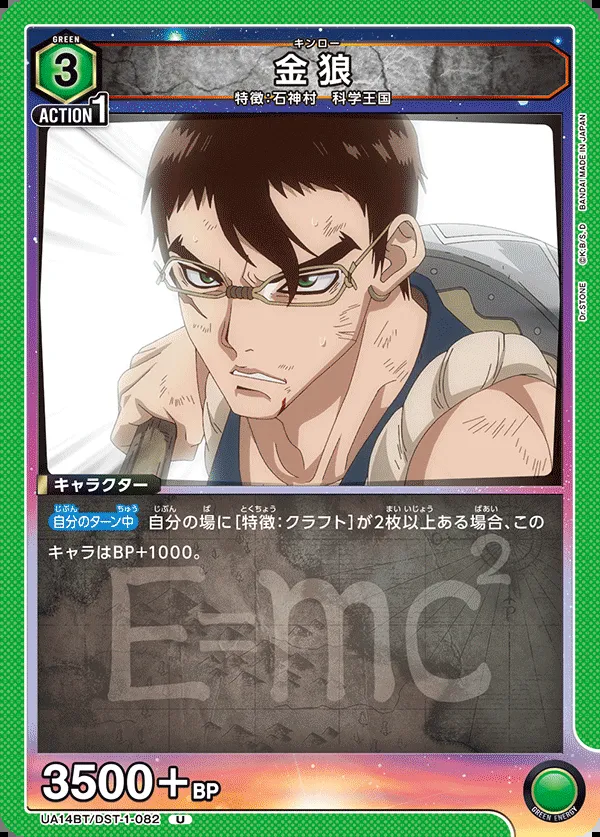 GREEN
3
ACTION 1
キンロー
金狼
特徴:石神村 科学王国
Dr.STONE ©K,B/S,D BANDAI MADE IN JAPAN
キャラクター
じぶん ちゅう じぶん ば とくちょう まい いじょう ばあい
自分のターン中 自分の場に[特徴:クラフト]が2枚以上ある場合、この
キャラはBP+1000。
E=mc²
3500+BP
GREEN ENERGY
UA14BT/DST-1-082 U